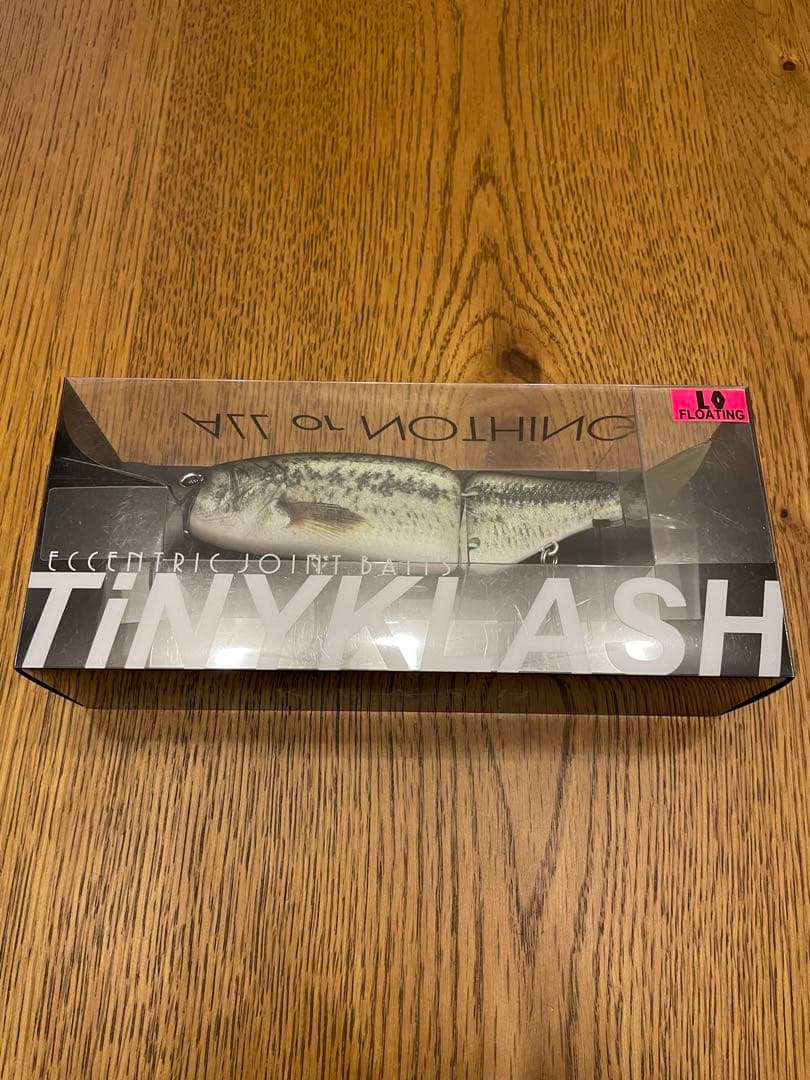 LO
FLOATING
ALL or NOTHING
ECCENTRIC JOINT BAITS
TiNYKLASH